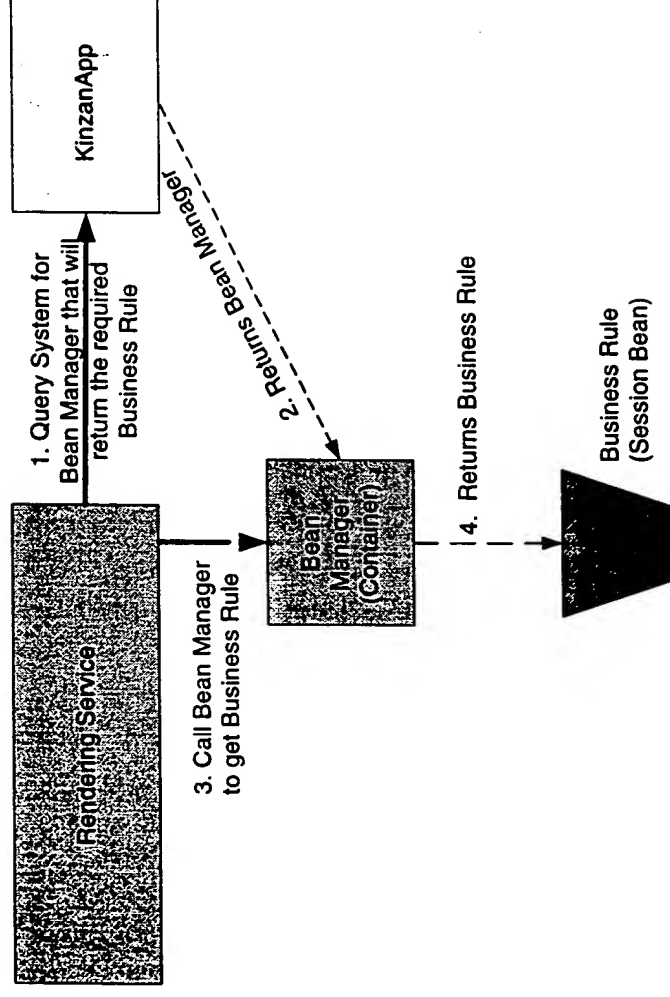 Rendering Service
1. Query System for
Bean Manager that will
return the required
Business Rule
KinzanApp
2. Returns Bean Manager
3. Call Bean Manager
to get Business Rule
Bean
Manager
(Container)
4. Returns Business Rule
Business Rule
(Session Bean)